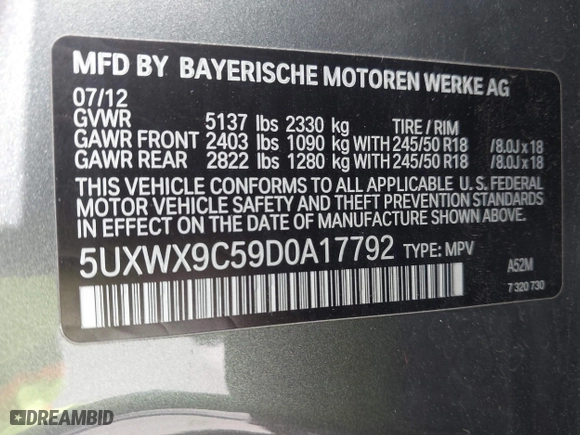 MFD BY BAYERISCHE MOTOREN WERKE AG
07/12
GVWR 5137 lbs 2330 kg TIRE / RIM
GAWR FRONT 2403 lbs 1090 kg WITH 245/50 R18 /8.0J x 18
GAWR REAR 2822 lbs 1280 kg WITH 245/50 R18 /8.0J x 18
THIS VEHICLE CONFORMS TO ALL APPLICABLE U. S. FEDERAL
MOTOR VEHICLE SAFETY AND THEFT PREVENTION STANDARDS
IN EFFECT ON THE DATE OF MANUFACTURE SHOWN ABOVE.
5UXWX9C59D0A17792 TYPE: MPV
A52M
7 320 730
DREAMBID